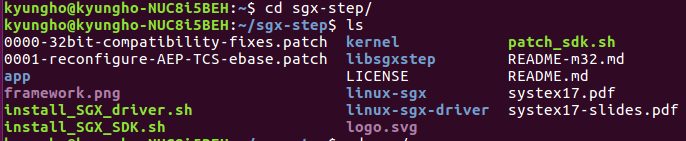 kyungho@kyungho-NUC8i5BEH:~$ cd sgx-step/
kyungho@kyungho-NUC8i5BEH:~/sgx-step$ ls
0000-32bit-compatibility-fixes.patch kernel patch_sdk.sh
0001-reconfigure-AEP-TCS-ebase.patch libsgxstep README-m32.md
app LICENSE README.md
framework.png linux-sgx systex17.pdf
install_SGX_driver.sh linux-sgx-driver systex17-slides.pdf
install_SGX_SDK.sh logo.svg